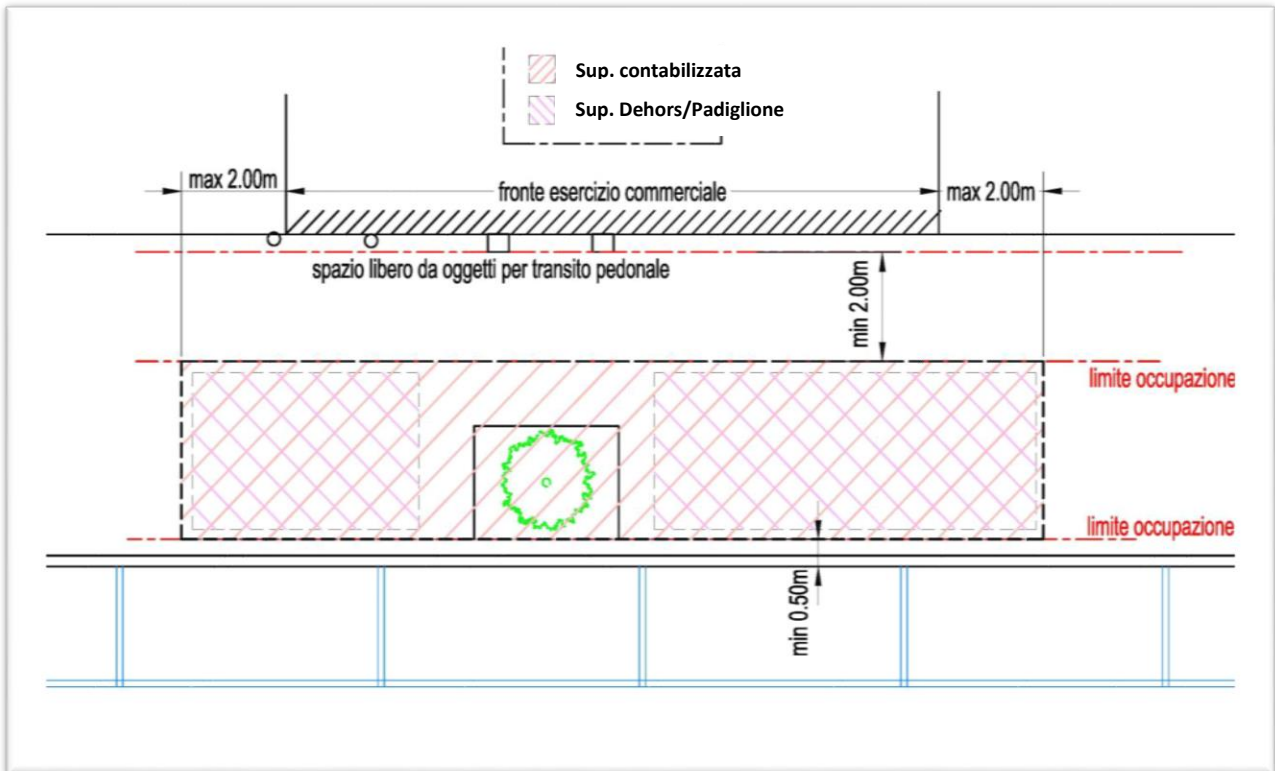 Sup. contabilizzata
Sup. Dehors/Padiglione
max 2.00m
fronte esercizio commerciale
max 2.00m
spazio libero da oggetti per transito pedonale
min 2.00m
limite occupazione
limite occupazione
min 0.50m